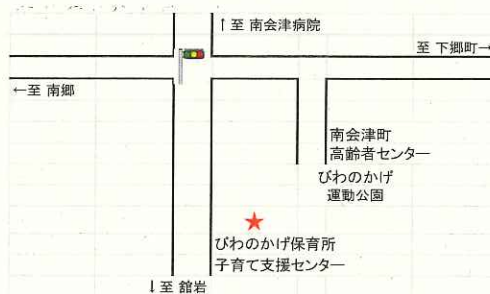 ↑至 南会津病院
至 下郷町→
←至 南郷
南会津町
高齢者センター
びわのかげ
運動公園
びわのかげ保育所
子育て支援センター
↓至 舘岩